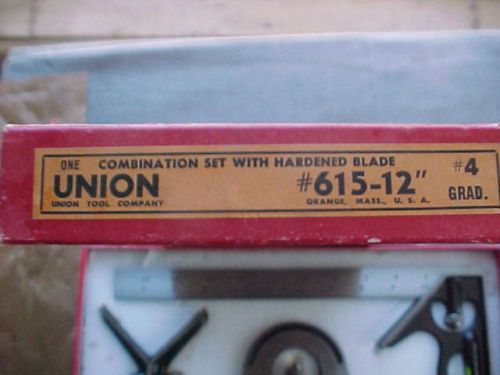 ONE COMBINATION SET WITH HARDENED BLADE
UNION #615-12" #4
UNION TOOL COMPANY ORANGE, MASS., U. S. A. GRAD.